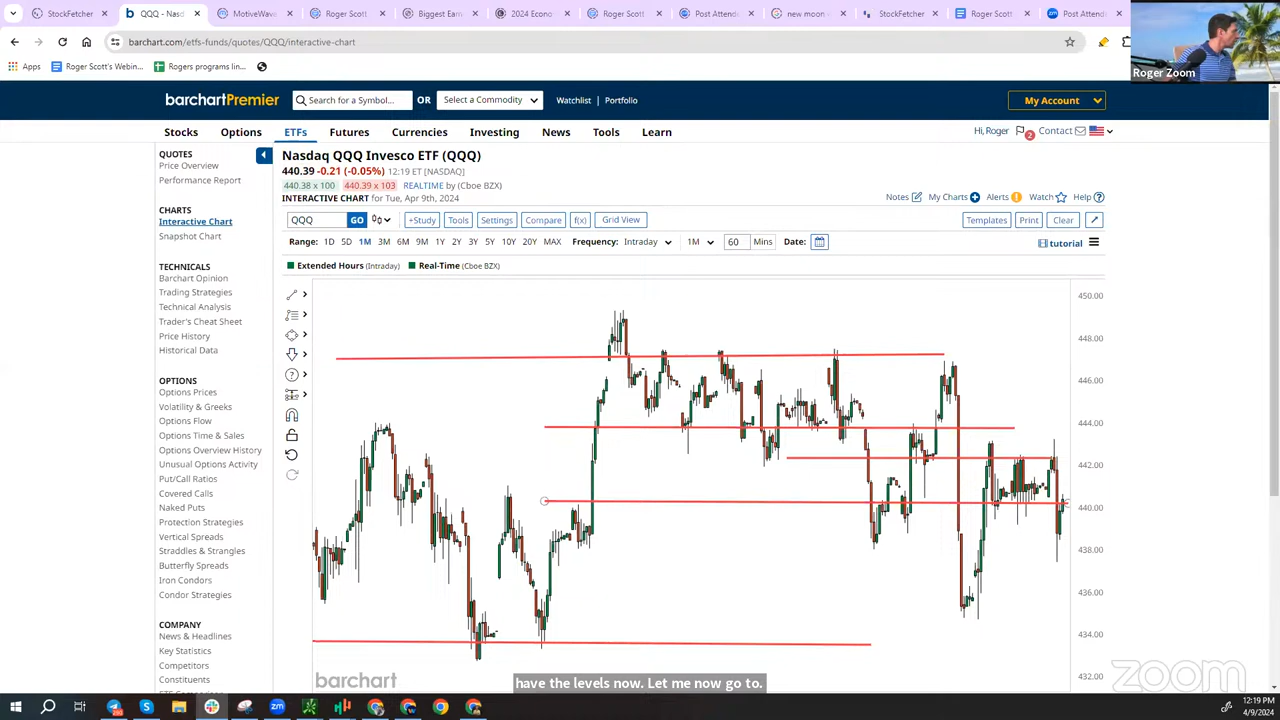 StockFetcher
QQQ - Nasd
MotiveWave
Roger Scott
Biggest Earn
2024 Econo
Roger Scott
Post Attend
new moon
StockFetcher
Roger Scott
Post Attend
barchart.com/etfs-funds/quotes/QQQ/interactive-chart
Roger Zoom
Apps
Roger Scott's Webin...
Rogers programs lin...
barchartPremier
Search for a Symbol...
OR
Select a Commodity
Watchlist | Portfolio
My Account
Stocks
Options
ETFs
Futures
Currencies
Investing
News
Tools
Learn
Hi, Roger
2
Contact
QUOTES
Price Overview
Performance Report
CHARTS
Interactive Chart
Snapshot Chart
TECHNICALS
Barchart Opinion
Trading Strategies
Technical Analysis
Trader's Cheat Sheet
Price History
Historical Data
OPTIONS
Options Prices
Volatility & Greeks
Options Flow
Options Time & Sales
Options Overview History
Unusual Options Activity
Put/Call Ratios
Covered Calls
Naked Puts
Protection Strategies
Vertical Spreads
Straddles & Strangles
Butterfly Spreads
Iron Condors
Condor Strategies
COMPANY
News & Headlines
Key Statistics
Competitors
Constituents
Nasdaq QQQ Invesco ETF (QQQ)
440.39 -0.21 (-0.05%) 12:19 ET [NASDAQ]
440.38 x 100 440.39 x 103 REALTIME by (Cboe BZX)
INTERACTIVE CHART for Tue, Apr 9th, 2024
Notes
My Charts
Alerts
Watch
Help
QQQ
GO
+Study
Tools
Settings
Compare
f(x)
Grid View
Templates
Print
Clear
Range: 1D 5D 1M 3M 6M 9M 1Y 2Y 3Y 5Y 10Y 20Y MAX
Frequency: Intraday
1M
60 Mins
Date:
tutorial
Extended Hours (Intraday)
Real-Time (Cboe BZX)
450.00
448.00
446.00
444.00
442.00
440.00
438.00
436.00
434.00
432.00
barchart
have the levels now. Let me now go to.
zoom
12:19 PM
4/9/2024